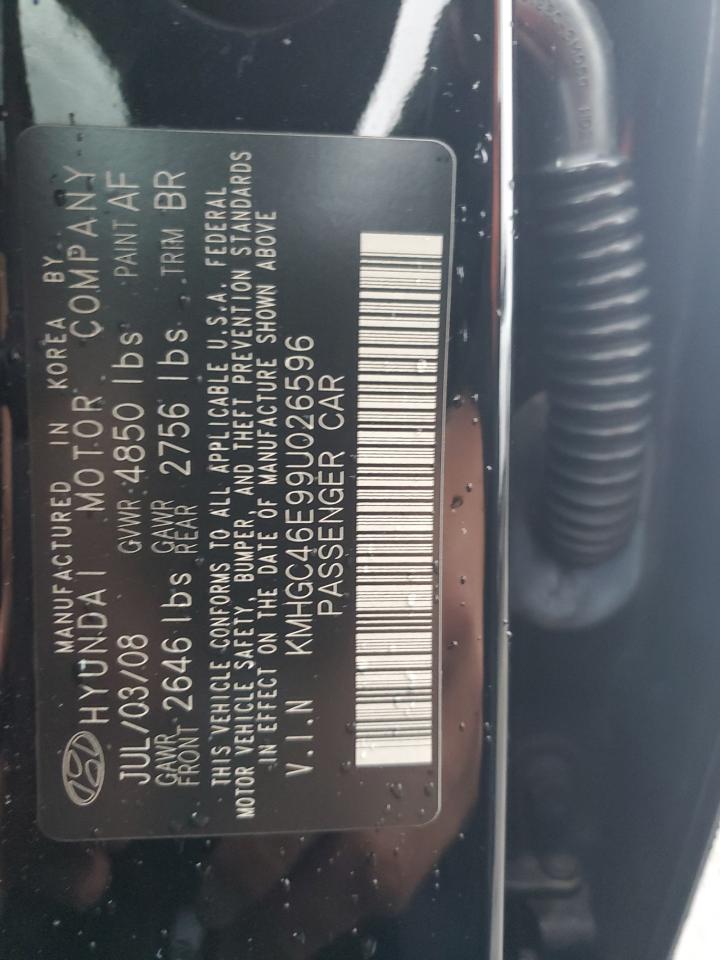 MANUFACTURED IN KOREA BY
HYUNDAI MOTOR COMPANY
JUL/03/08 GVWR 4850 lbs PAINT AF
GAWR FRONT 2646 lbs GAWR REAR 2756 lbs TRIM BR
THIS VEHICLE CONFORMS TO ALL APPLICABLE U.S.A. FEDERAL
MOTOR VEHICLE SAFETY, BUMPER, AND THEFT PREVENTION STANDARDS
IN EFFECT ON THE DATE OF MANUFACTURE SHOWN ABOVE
V.I.N KMHGC46E99U026596
PASSENGER CAR